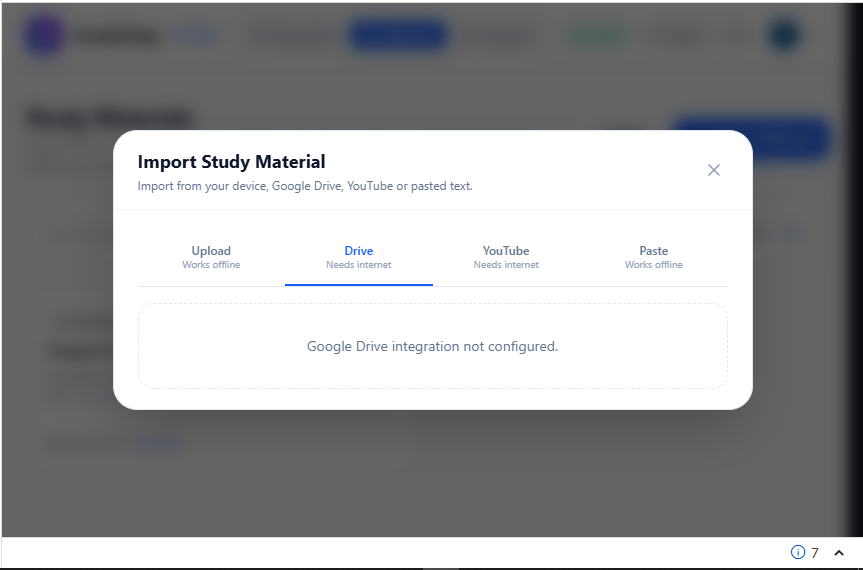 Import Study Material
Import from your device, Google Drive, YouTube or pasted text.
Upload
Works offline
Drive
Needs internet
YouTube
Needs internet
Paste
Works offline
Google Drive integration not configured.
7